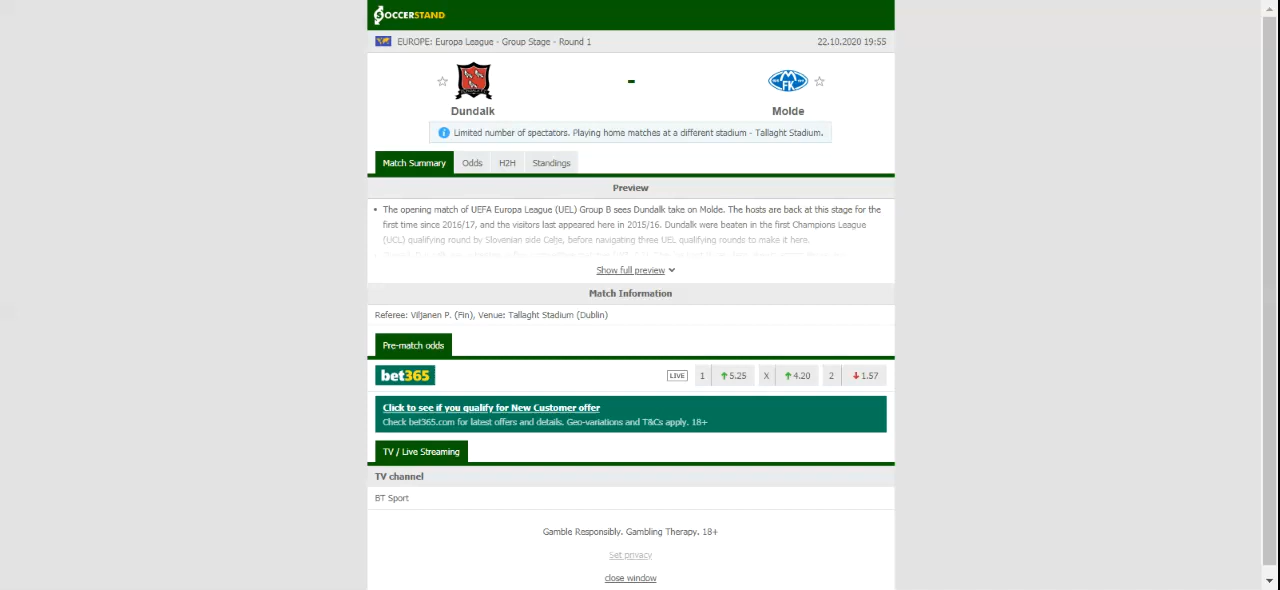 SOCCERSTAND
EUROPE: Europa League - Group Stage - Round 1 22.10.2020 19:55
-
Dundalk Molde
Limited number of spectators. Playing home matches at a different stadium - Tallaght Stadium.
Match Summary Odds H2H Standings
Preview
• The opening match of UEFA Europa League (UEL) Group B sees Dundalk take on Molde. The hosts are back at this stage for the
first time since 2016/17, and the visitors last appeared here in 2015/16. Dundalk were beaten in the first Champions League
(UCL) qualifying round by Slovenian side Celje, before navigating three UEL qualifying rounds to make it here.
Show full preview
Match Information
Referee: Viljanen P. (Fin), Venue: Tallaght Stadium (Dublin)
Pre-match odds
bet365 LIVE 1 5.25 X 4.20 2 1.57
Click to see if you qualify for New Customer offer
Check bet365.com for latest offers and details. Geo-variations and T&Cs apply. 18+
TV / Live Streaming
TV channel
BT Sport
Gamble Responsibly. Gambling Therapy. 18+
Set privacy
close window